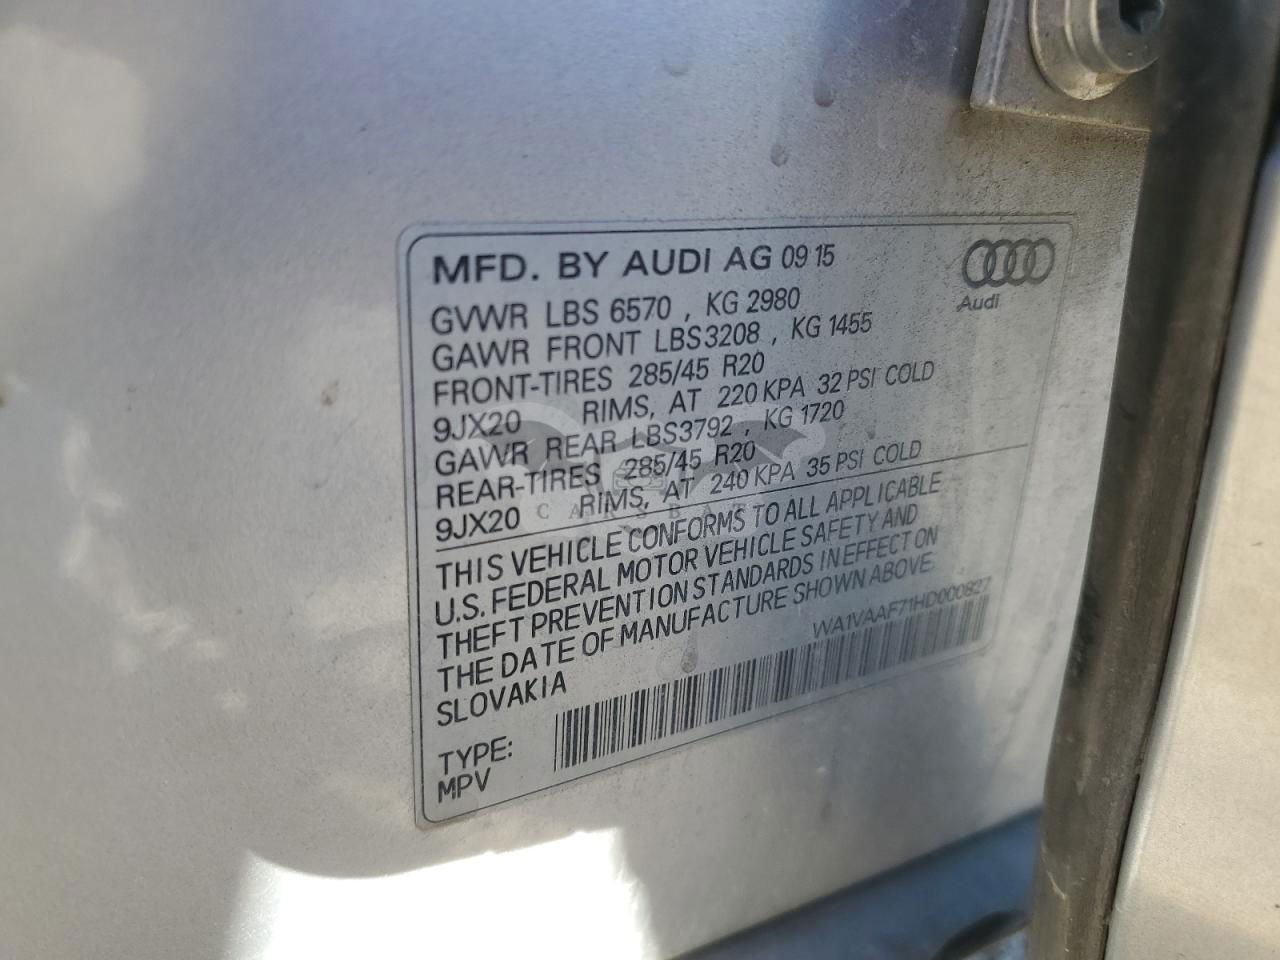 MFD. BY AUDI AG 09 15
Audi
GVWR LBS 6570 , KG 2980
GAWR FRONT LBS3208 , KG 1455
FRONT-TIRES 285/45 R20
9JX20 RIMS, AT 220 KPA 32 PSI COLD
GAWR REAR LBS3792 , KG 1720
REAR-TIRES 285/45 R20
9JX20 RIMS, AT 240 KPA 35 PSI COLD
THIS VEHICLE CONFORMS TO ALL APPLICABLE
U.S. FEDERAL MOTOR VEHICLE SAFETY AND
THEFT PREVENTION STANDARDS IN EFFECT ON
THE DATE OF MANUFACTURE SHOWN ABOVE.
SLOVAKIA
WA1VAAF71HD000827
TYPE:
MPV